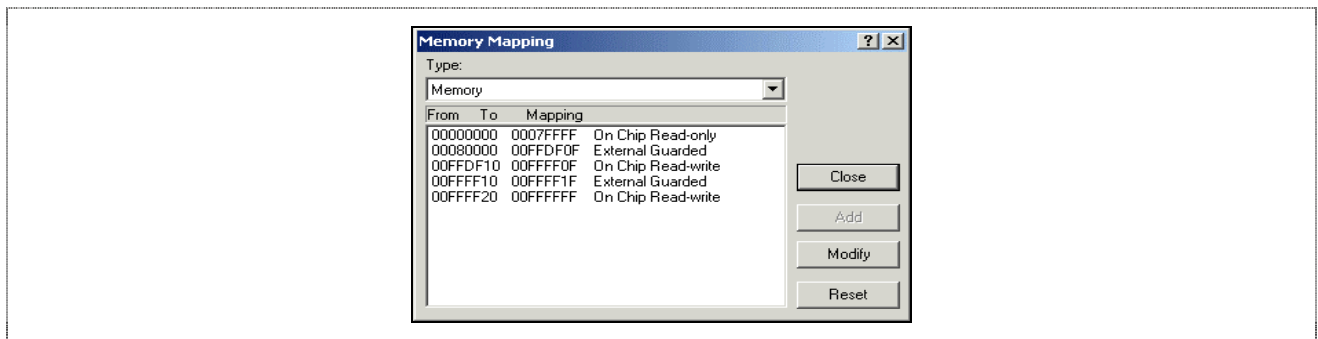 Memory Mapping
Type:
Memory
From To Mapping
00000000 0007FFFF On Chip Read-only
00080000 00FFDF0F External Guarded
00FFDF10 00FFFF0F On Chip Read-write
00FFFF10 00FFFF1F External Guarded
00FFFF20 00FFFFFF On Chip Read-write
Close
Add
Modify
Reset